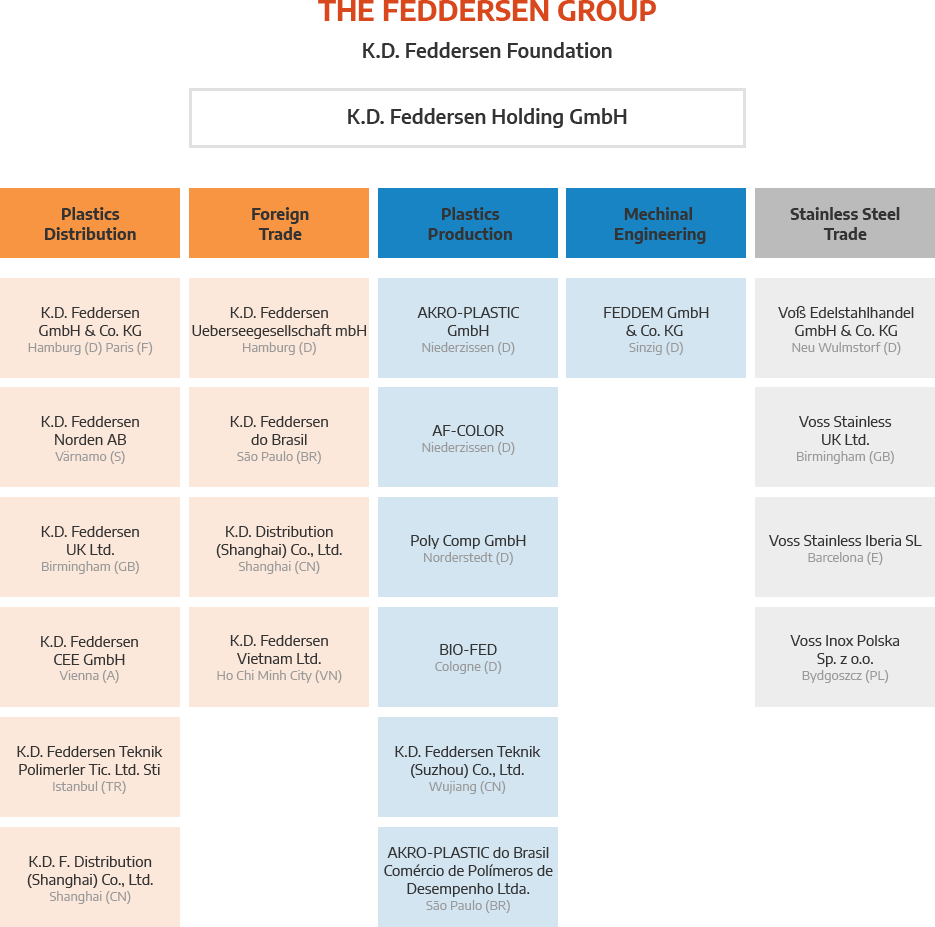 THE FEDDERSEN GROUP
K.D. Feddersen Foundation
K.D. Feddersen Holding GmbH
Plastics
Distribution
Foreign
Trade
Plastics
Production
Mechinal
Engineering
Stainless Steel
Trade
K.D. Feddersen
GmbH & Co. KG
Hamburg (D) Paris (F)
K.D. Feddersen
Ueberseegesellschaft mbH
Hamburg (D)
AKRO-PLASTIC
GmbH
Niederzissen (D)
FEDDEM GmbH
& Co. KG
Sinzig (D)
Voß Edelstahlhandel
GmbH & Co. KG
Neu Wulmstorf (D)
K.D. Feddersen
Norden AB
Värnamo (S)
K.D. Feddersen
do Brasil
São Paulo (BR)
AF-COLOR
Niederzissen (D)
Voss Stainless
UK Ltd.
Birmingham (GB)
K.D. Feddersen
UK Ltd.
Birmingham (GB)
K.D. Distribution
(Shanghai) Co., Ltd.
Shanghai (CN)
Poly Comp GmbH
Norderstedt (D)
Voss Stainless Iberia SL
Barcelona (E)
K.D. Feddersen
CEE GmbH
Vienna (A)
K.D. Feddersen
Vietnam Ltd.
Ho Chi Minh City (VN)
BIO-FED
Cologne (D)
Voss Inox Polska
Sp. z o.o.
Bydgoszcz (PL)
K.D. Feddersen Teknik
Polimerler Tic. Ltd. Sti
Istanbul (TR)
K.D. Feddersen Teknik
(Suzhou) Co., Ltd.
Wujiang (CN)
K.D. F. Distribution
(Shanghai) Co., Ltd.
Shanghai (CN)
AKRO-PLASTIC do Brasil
Comércio de Polímeros de
Desempenho Ltda.
São Paulo (BR)